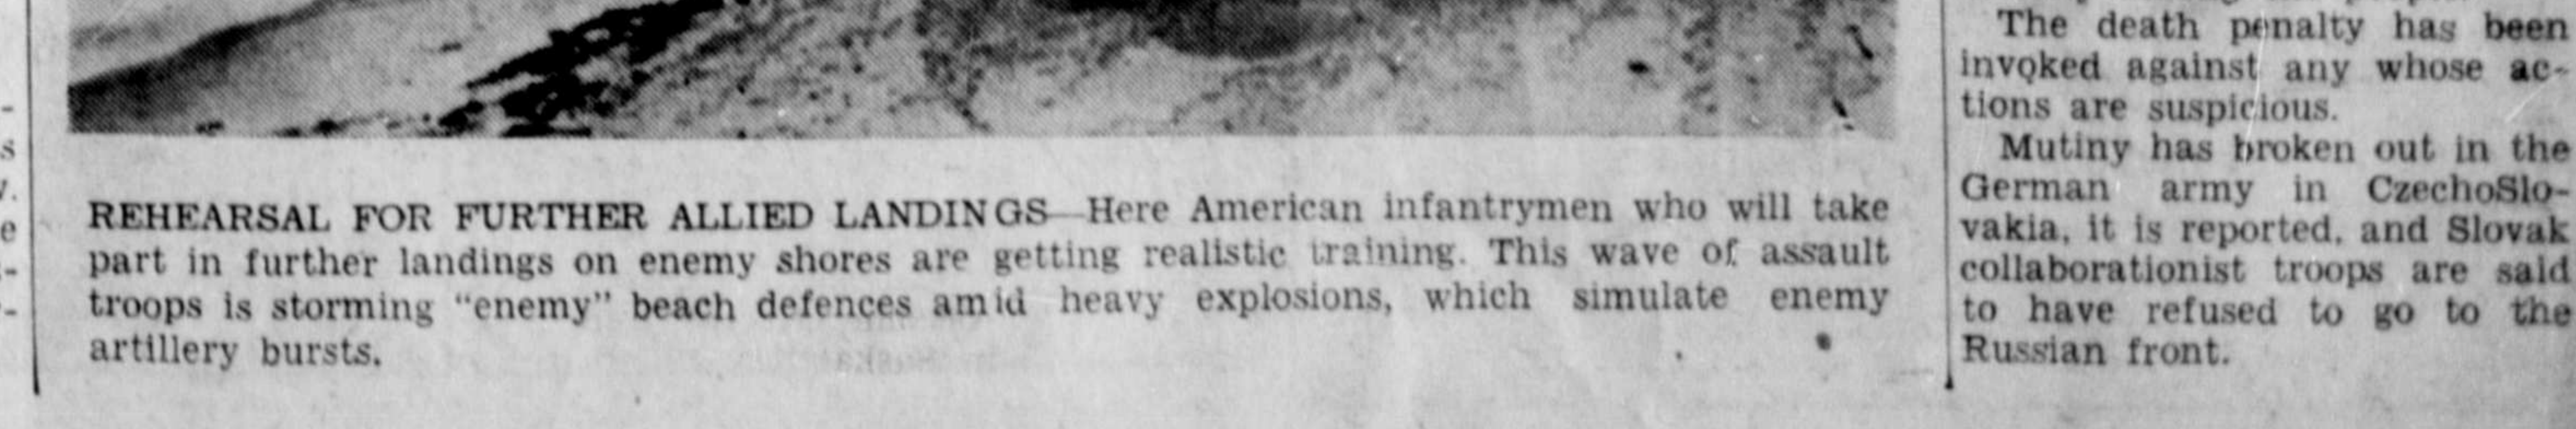 REHEARSAL FOR FURTHER ALLIED LANDINGS—Here American infantrymen who will take
part in further landings on enemy shores are getting realistic training. This wave of assault
troops is storming "enemy" beach defences amid heavy explosions, which simulate enemy
artillery bursts.
The death penalty has been
invoked against any whose ac-
tions are suspicious.
Mutiny has broken out in the
German army in CzechoSlo-
vakia, it is reported, and Slovak
collaborationist troops are said
to have refused to go to the
Russian front.